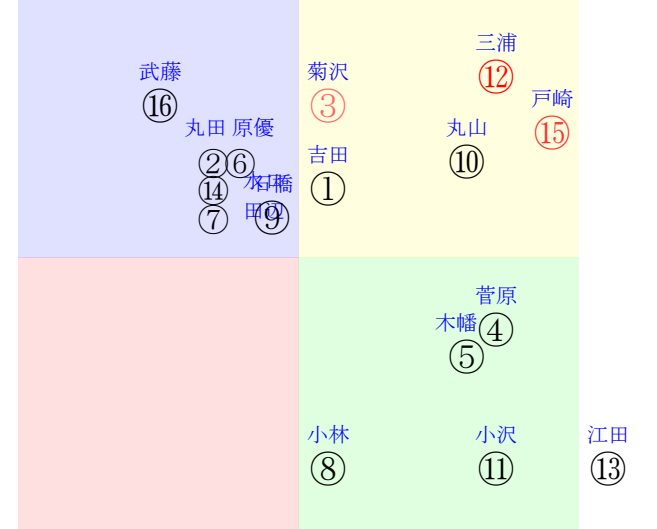 三浦
⑫
武藤
⑯
菊沢
③
戸崎
⑮
丸田
②
原優
⑥
丸山
⑩
吉田
①
⑭
⑦
⑨
菅原
④
木幡
⑤
小林
⑧
小沢
⑪
江田
⑬